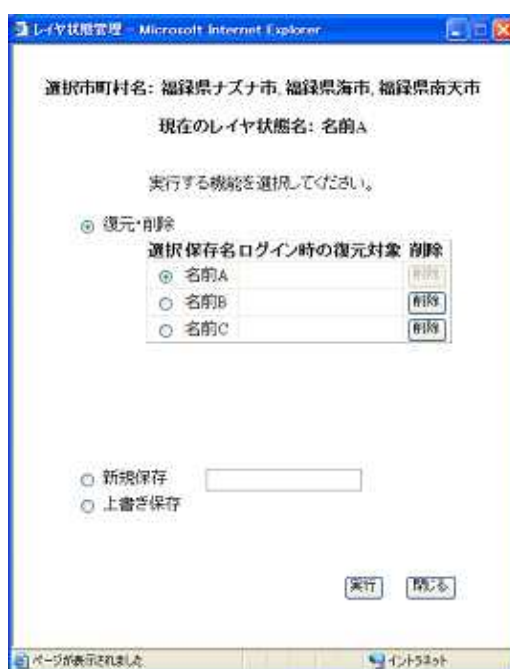 レイヤ状態管理 - Microsoft Internet Explorer
選択市町村名: 福録県ナズナ市, 福録県海市, 福録県南天市
現在のレイヤ状態名: 名前A
実行する機能を選択してください。
復元・削除
選択 保存名 ログイン時の復元対象 削除
名前A 削除
名前B 削除
名前C 削除
新規保存
上書き保存
実行 閉じる
ページが表示されました イントラネット